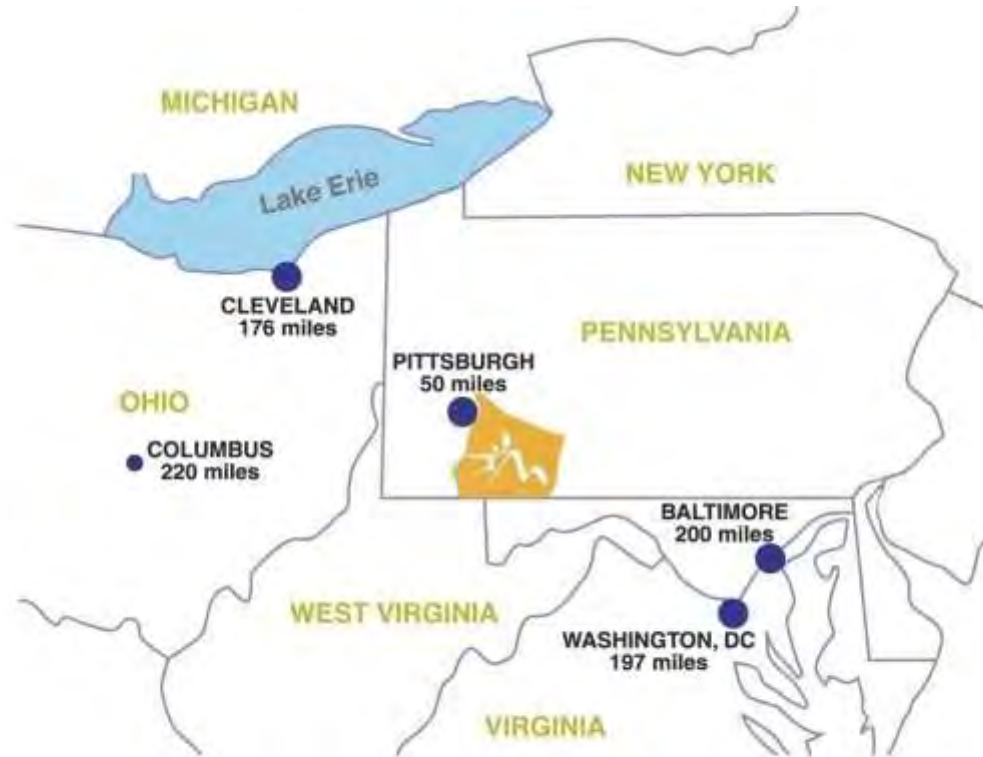 MICHIGAN
Lake Erie
NEW YORK
CLEVELAND
176 miles
PENNSYLVANIA
PITTSBURGH
50 miles
OHIO
COLUMBUS
220 miles
BALTIMORE
200 miles
WEST VIRGINIA
WASHINGTON, DC
197 miles
VIRGINIA